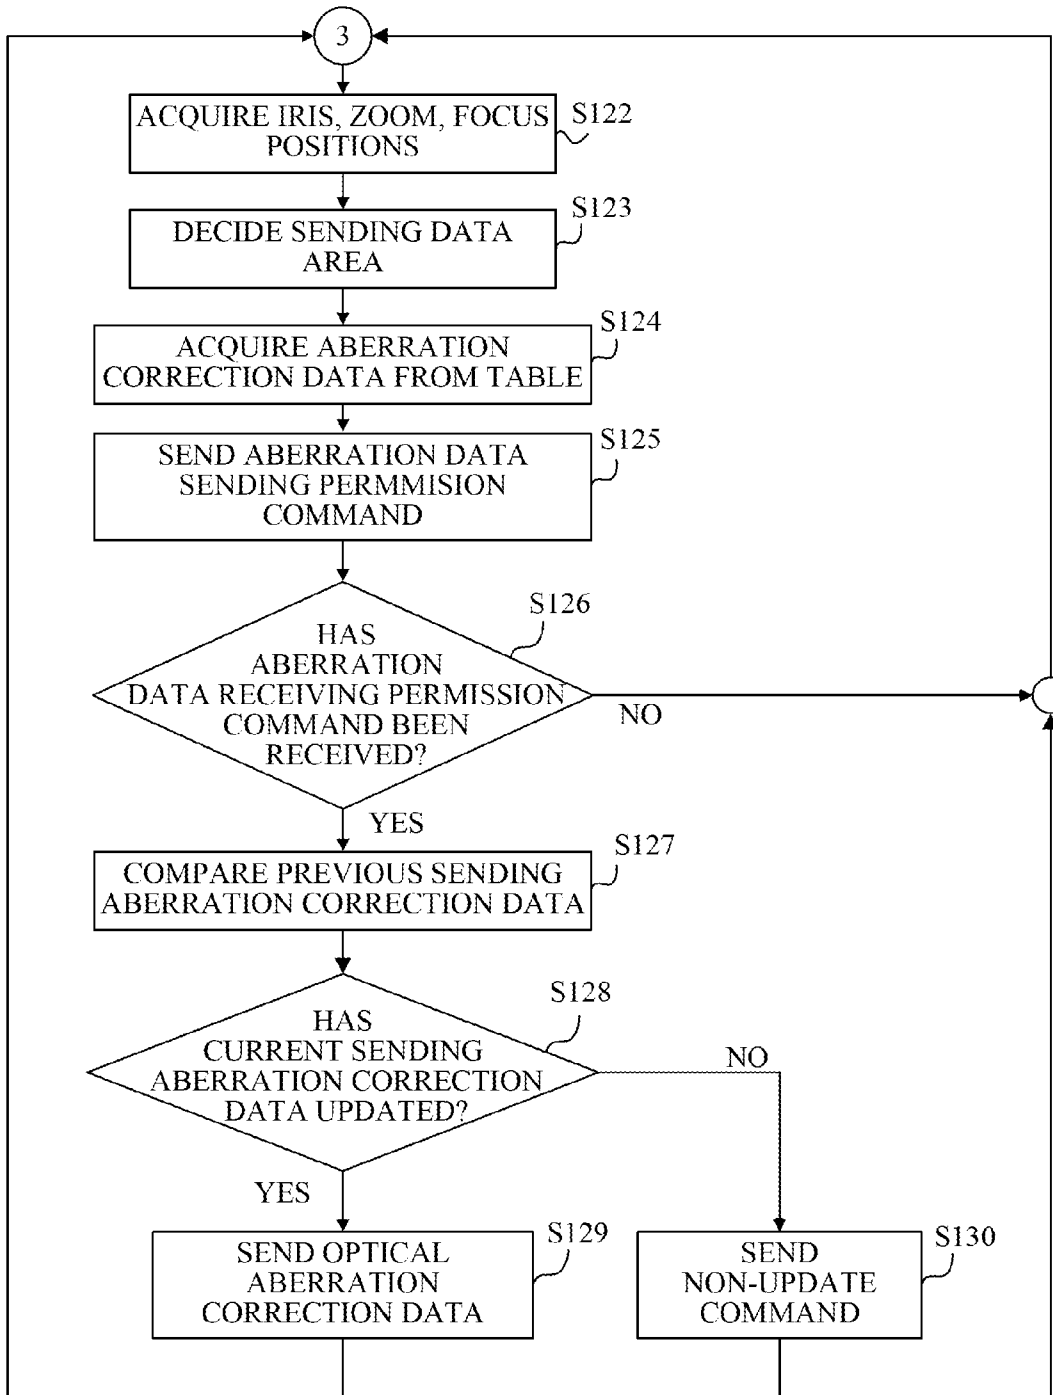 3
ACQUIRE IRIS, ZOOM, FOCUS
POSITIONS
S122
DECIDE SENDING DATA
AREA
S123
ACQUIRE ABERRATION
CORRECTION DATA FROM TABLE
S124
SEND ABERRATION DATA
SENDING PERMMISION
COMMAND
S125
HAS
ABERRATION
DATA RECEIVING PERMISSION
COMMAND BEEN
RECEIVED?
S126
NO
YES
COMPARE PREVIOUS SENDING
ABERRATION CORRECTION DATA
S127
HAS
CURRENT SENDING
ABERRATION CORRECTION
DATA UPDATED?
S128
NO
YES
SEND OPTICAL
ABERRATION
CORRECTION DATA
S129
SEND
NON-UPDATE
COMMAND
S130